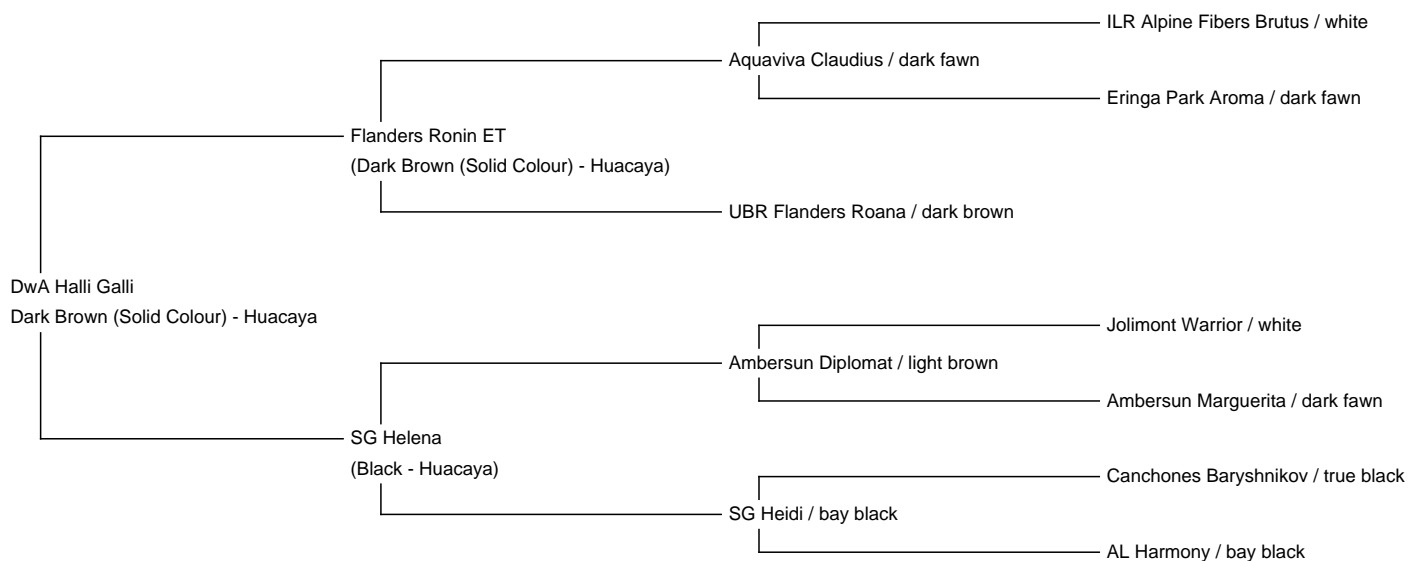 ILR Alpine Fibers Brutus / white
Aquaviva Claudius / dark fawn
Eringa Park Aroma / dark fawn
Flanders Ronin ET
(Dark Brown (Solid Colour) - Huacaya)
UBR Flanders Roana / dark brown
DwA Halli Galli
Dark Brown (Solid Colour) - Huacaya
Jolimont Warrior / white
Ambersun Diplomat / light brown
Ambersun Marguerita / dark fawn
SG Helena
(Black - Huacaya)
Canchones Baryshnikov / true black
SG Heidi / bay black
AL Harmony / bay black